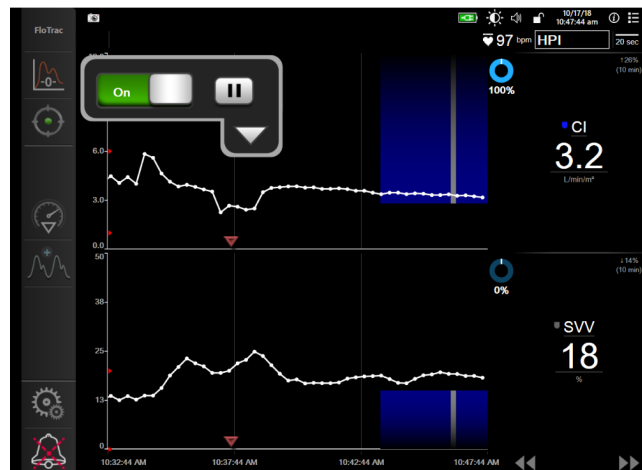 FloTrac
10/17/18
10:47:44 am
97 bpm
HPI
20 sec
On
6.0
3.0
0.0
100%
↑26%
(10 min)
CI
3.2
L/min/m²
50
38
25
13
0
0%
↓14%
(10 min)
SVV
18
%
-0-
10:32:44 AM
10:37:44 AM
10:42:44 AM
10:47:44 AM